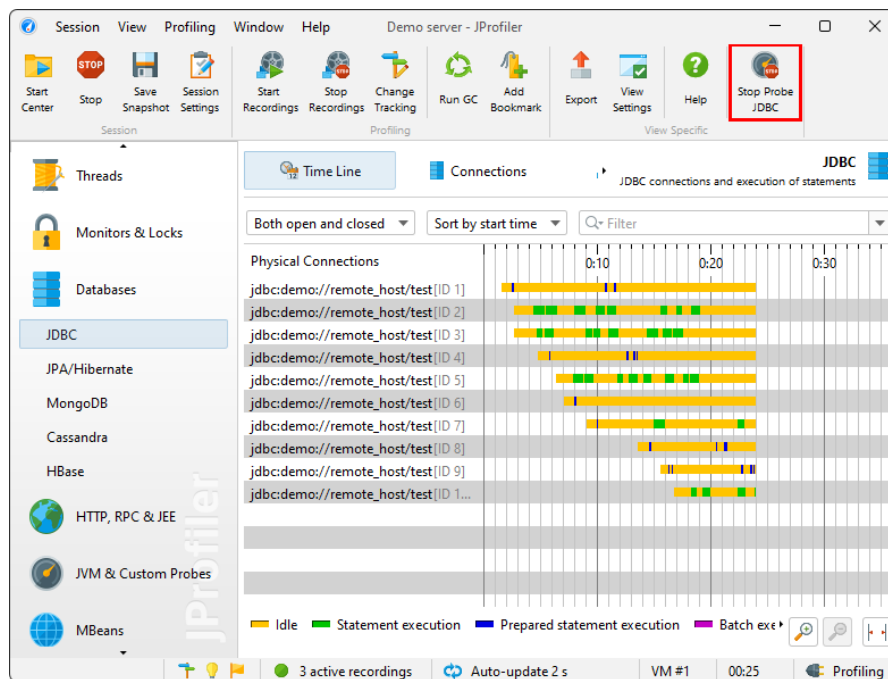 Session View Profiling Window Help Demo server - JProfiler
STOP
STOP
STOP
Start Center
Stop
Save Snapshot
Session Settings
Start Recordings
Stop Recordings
Change Tracking
Run GC
Add Bookmark
Export
View Settings
Help
Stop Probe JDBC
Session
Profiling
View Specific
Threads
Monitors & Locks
Databases
JDBC
JPA/Hibernate
MongoDB
Cassandra
HBase
HTTP, RPC & JEE
JVM & Custom Probes
MBeans
JProfiler
Time Line
Connections
JDBC
JDBC connections and execution of statements
Both open and closed
Sort by start time
Filter
Physical Connections
0:10 0:20 0:30
jdbc:demo://remote_host/test[ID 1]
jdbc:demo://remote_host/test[ID 2]
jdbc:demo://remote_host/test[ID 3]
jdbc:demo://remote_host/test[ID 4]
jdbc:demo://remote_host/test[ID 5]
jdbc:demo://remote_host/test[ID 6]
jdbc:demo://remote_host/test[ID 7]
jdbc:demo://remote_host/test[ID 8]
jdbc:demo://remote_host/test[ID 9]
jdbc:demo://remote_host/test[ID 1...
Idle Statement execution Prepared statement execution Batch exe
3 active recordings Auto-update 2 s VM #1 00:25 Profiling